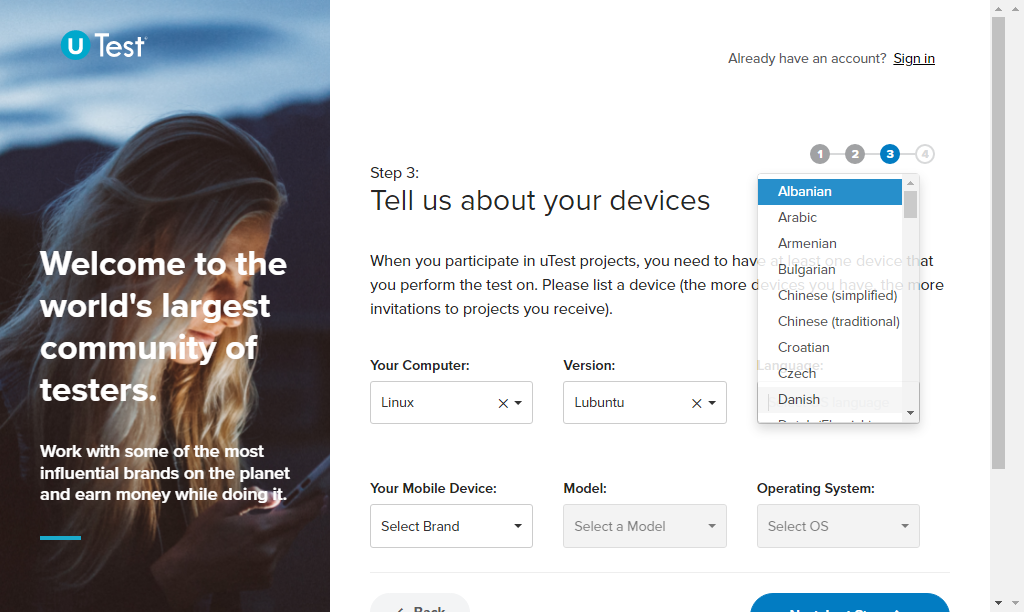 U Test
Already have an account? Sign in
1 2 3 4
Step 3:
Tell us about your devices
Albanian
Arabic
Armenian
Bulgarian
Chinese (simplified)
Chinese (traditional)
Croatian
Czech
Danish
When you participate in uTest projects, you need to have at least one device that
you perform the test on. Please list a device (the more devices you have, the more
invitations to projects you receive).
Welcome to the
world's largest
community of
testers.
Work with some of the most
influential brands on the planet
and earn money while doing it.
Your Computer:
Version:
Language:
Linux
Lubuntu
language
Your Mobile Device:
Model:
Operating System:
Select Brand
Select a Model
Select OS
Back